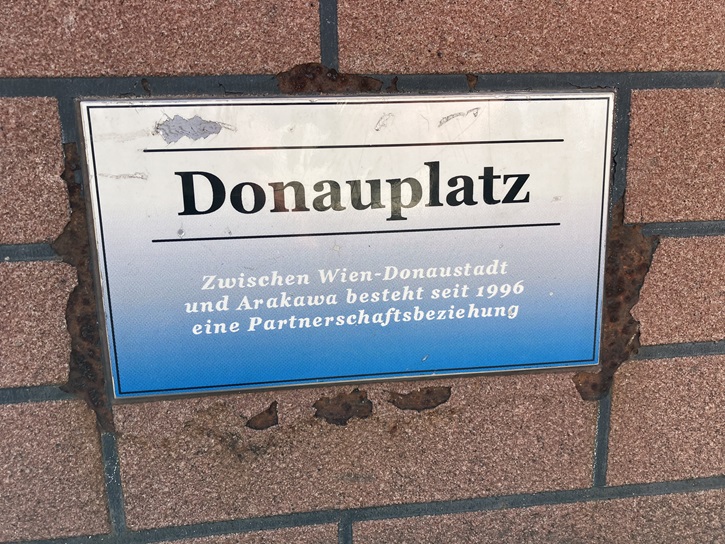 Donauplatz
Zwischen Wien-Donaustadt
und Arakawa besteht seit 1996
eine Partnerschaftsbeziehung